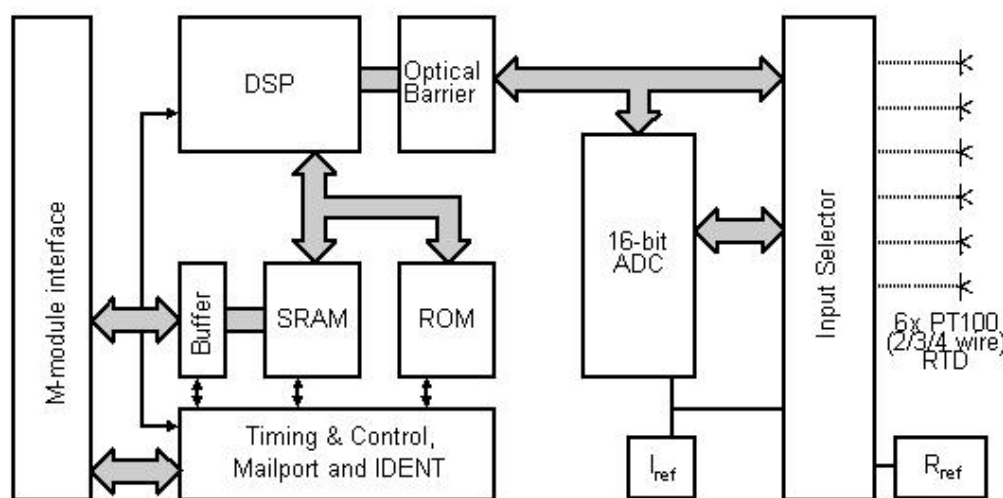 M-module interface
DSP
Optical
Barrier
Buffer
SRAM
ROM
Timing & Control,
Mailport and IDENT
16-bit
ADC
Iref
Input Selector
6x PT100
(2/3/4 wire)
RTD
Rref